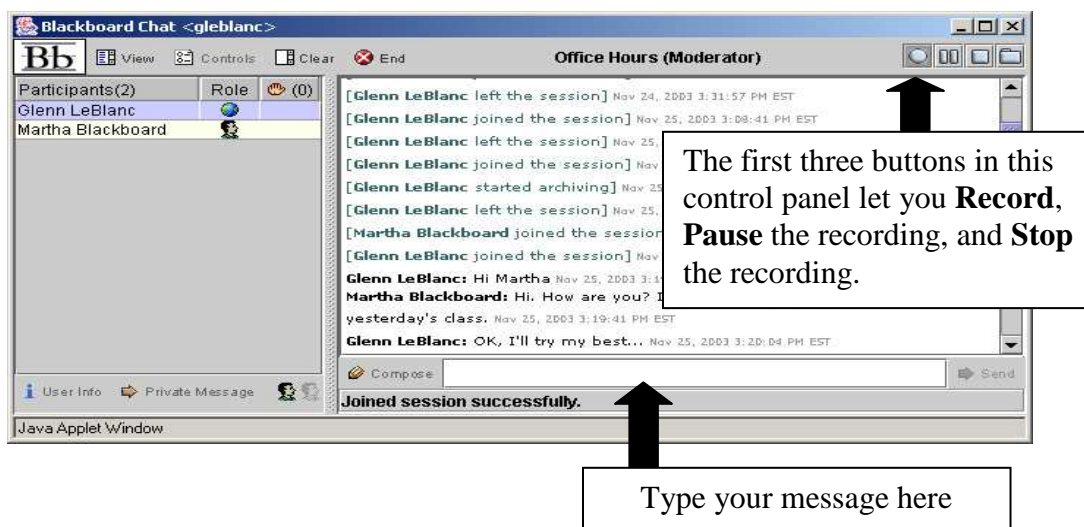 Blackboard Chat <gleblanc>
Bb View Controls Clear End Office Hours (Moderator)
Participants(2) Role (0)
Glenn LeBlanc
Martha Blackboard
[Glenn LeBlanc left the session] Nov 24, 2003 3:31:57 PM EST
[Glenn LeBlanc joined the session] Nov 25, 2003 3:08:41 PM EST
[Glenn LeBlanc left the session] Nov 25,
[Glenn LeBlanc joined the session] Nov
[Glenn LeBlanc started archiving] Nov 25
[Glenn LeBlanc left the session] Nov 25,
[Martha Blackboard joined the session
[Glenn LeBlanc joined the session] Nov
Glenn LeBlanc: Hi Martha Nov 25, 2003
Martha Blackboard: Hi. How are you?
yesterday's class. Nov 25, 2003 3:19:41 PM EST
Glenn LeBlanc: OK, I'll try my best... Nov 25, 2003 3:20:04 PM EST
The first three buttons in this
control panel let you Record,
Pause the recording, and Stop
the recording.
Compose Send
User Info Private Message
Joined session successfully.
Java Applet Window
Type your message here